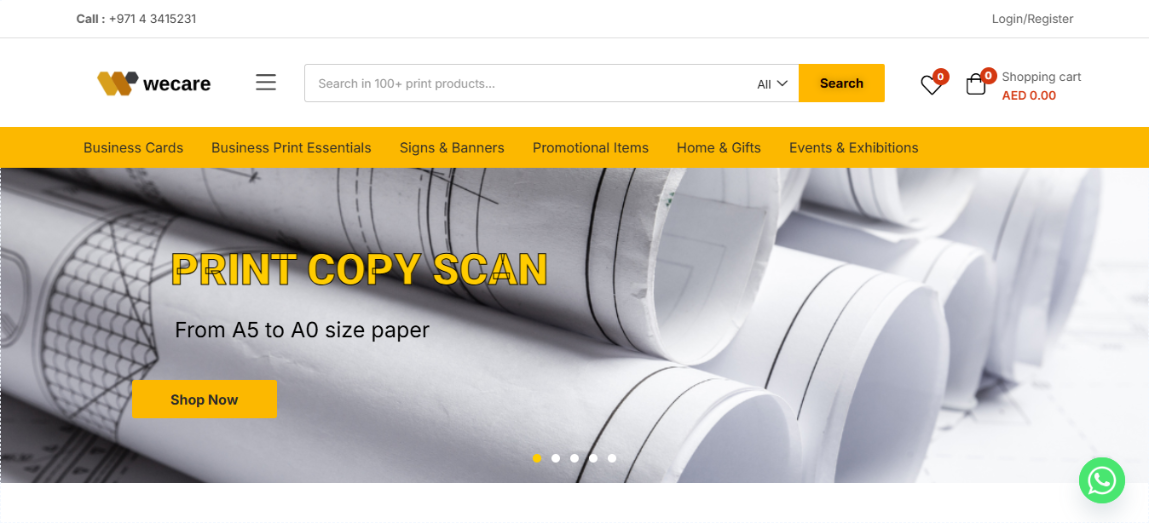 Call : +971 4 3415231
Login/Register
wecare
Search in 100+ print products...
All
Search
0
0
Shopping cart
AED 0.00
Business Cards Business Print Essentials Signs & Banners Promotional Items Home & Gifts Events & Exhibitions
PRINT COPY SCAN
From A5 to A0 size paper
Shop Now